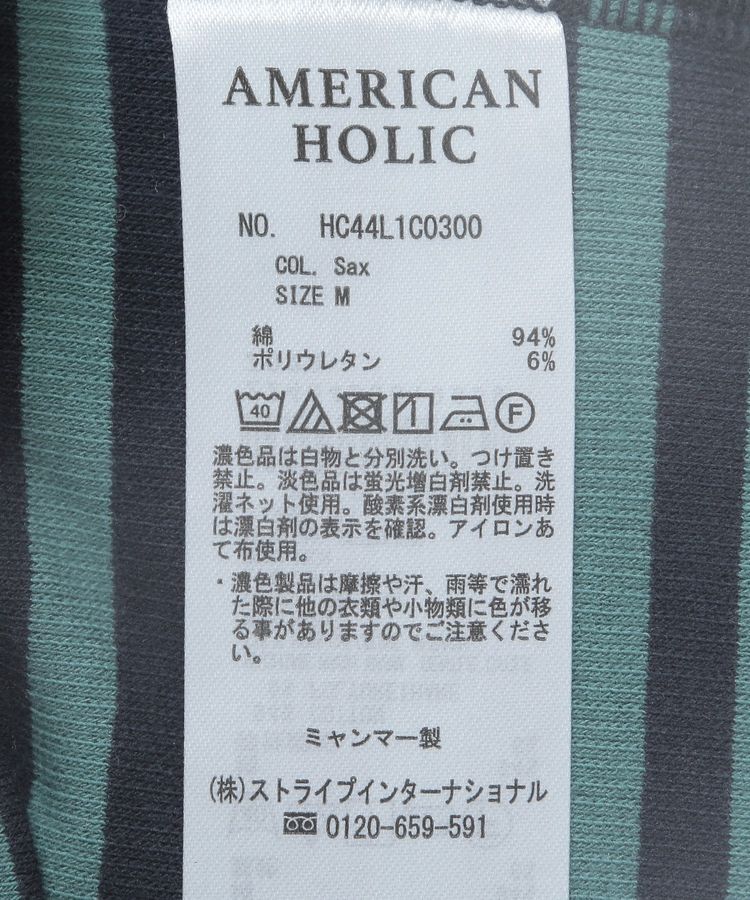 AMERICAN
HOLIC
NO. HC44L1C0300
COL. Sax
SIZE M
綿 94%
ポリウレタン 6%
40 F
濃色品は白物と分別洗い。つけ置き
禁止。淡色品は蛍光増白剤禁止。洗
濯ネット使用。酸素系漂白剤使用時
は漂白剤の表示を確認。アイロンあ
て布使用。
・濃色製品は摩擦や汗、雨等で濡れ
た際に他の衣類や小物類に色が移
る事がありますのでご注意くださ
い。
ミャンマー製
(株)ストライプインターナショナル
0120-659-591